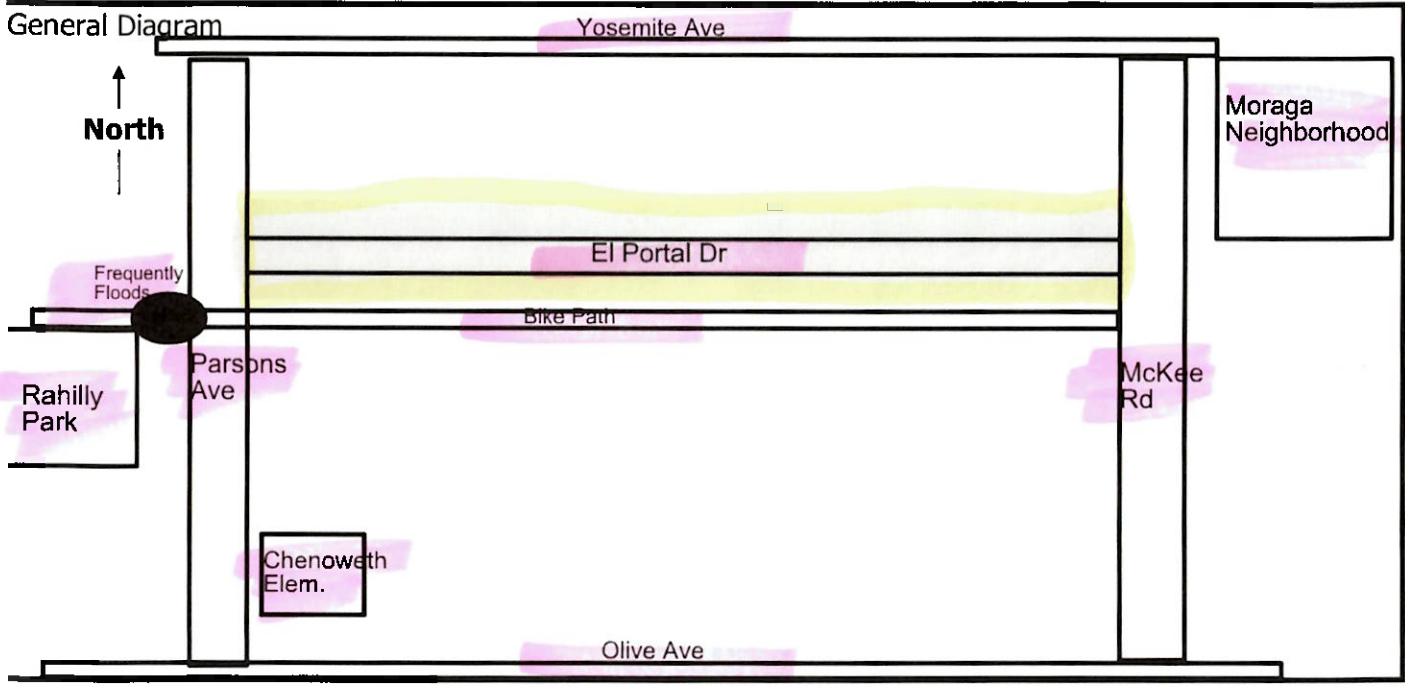 General Diagram
Yosemite Ave
North
Moraga
Neighborhood
El Portal Dr
Frequently
Floods
Bike Path
Parsons
Ave
McKee
Rd
Rahilly
Park
Chenoweth
Elem.
Olive Ave